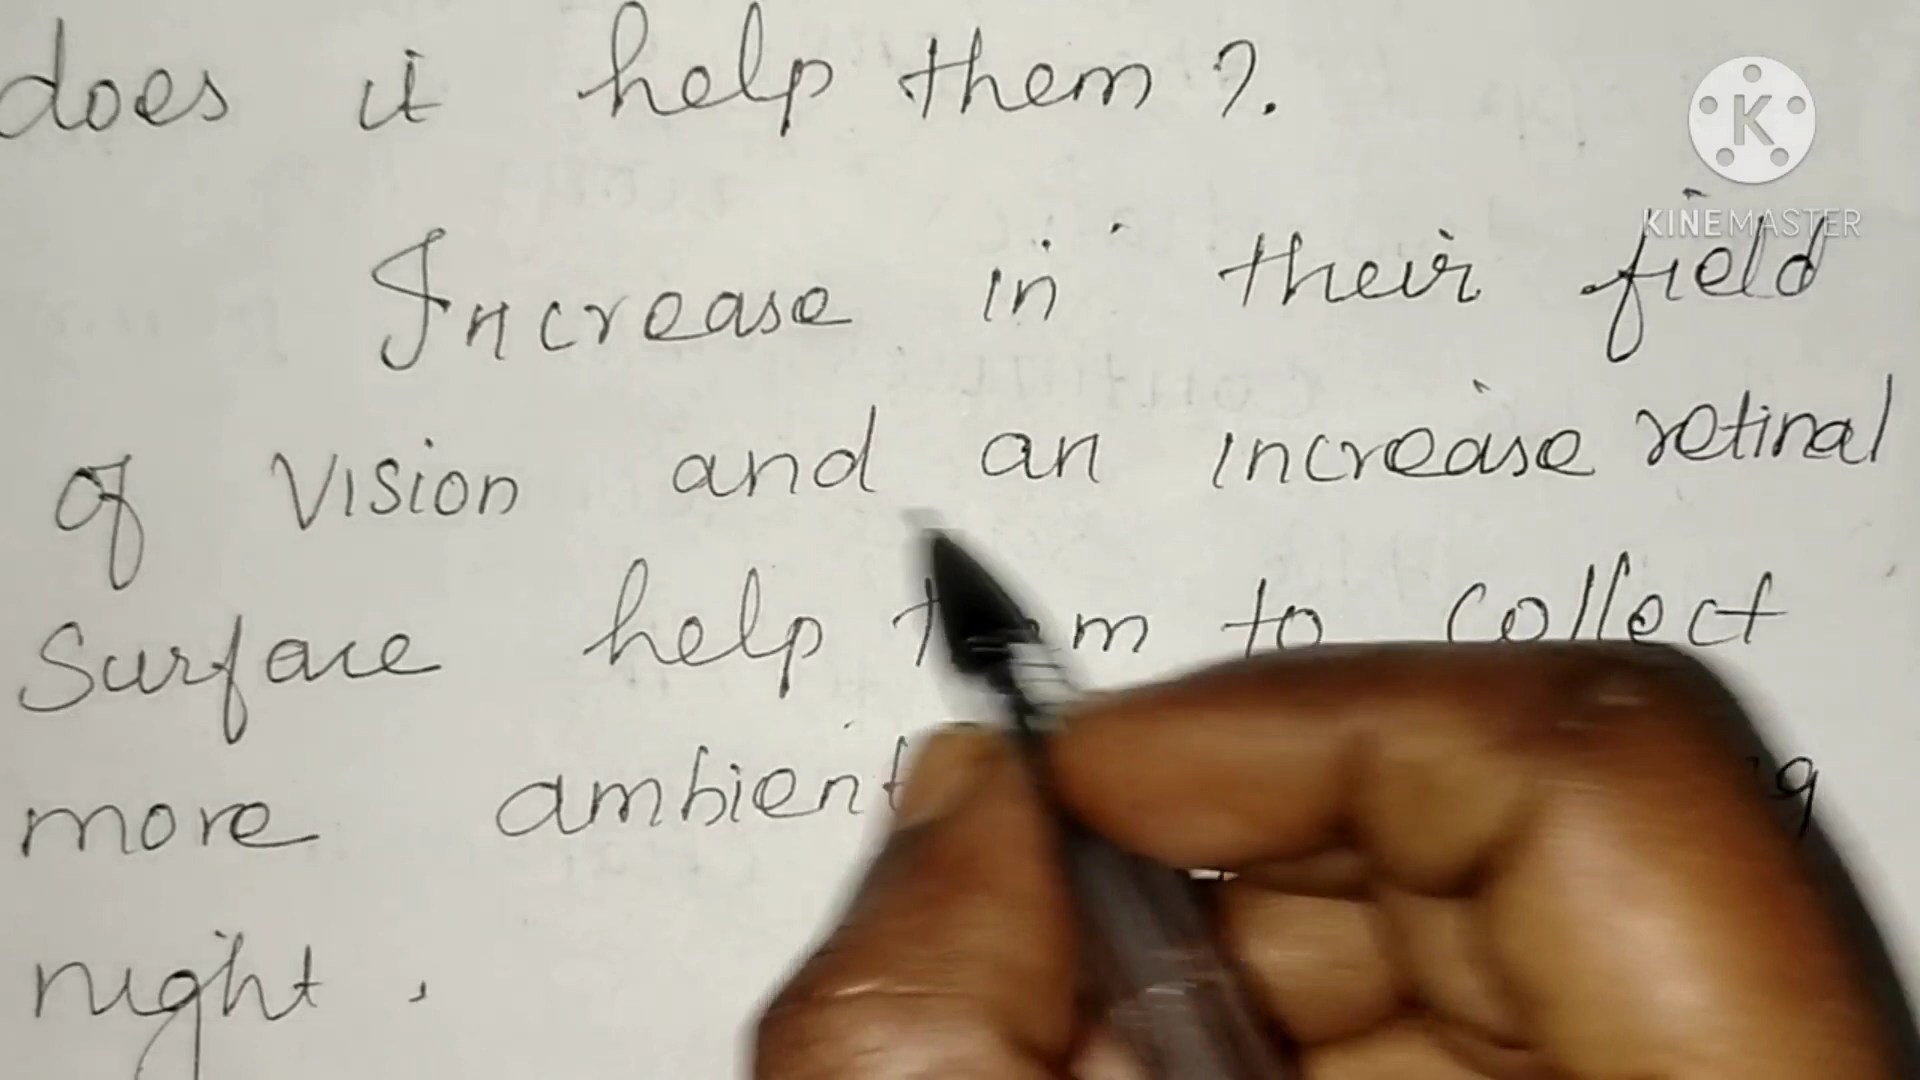 does it help them ?.
K
KINEMASTER
Increase in their field
of vision and an increase retinal
surface help them to collect
more ambient
night .